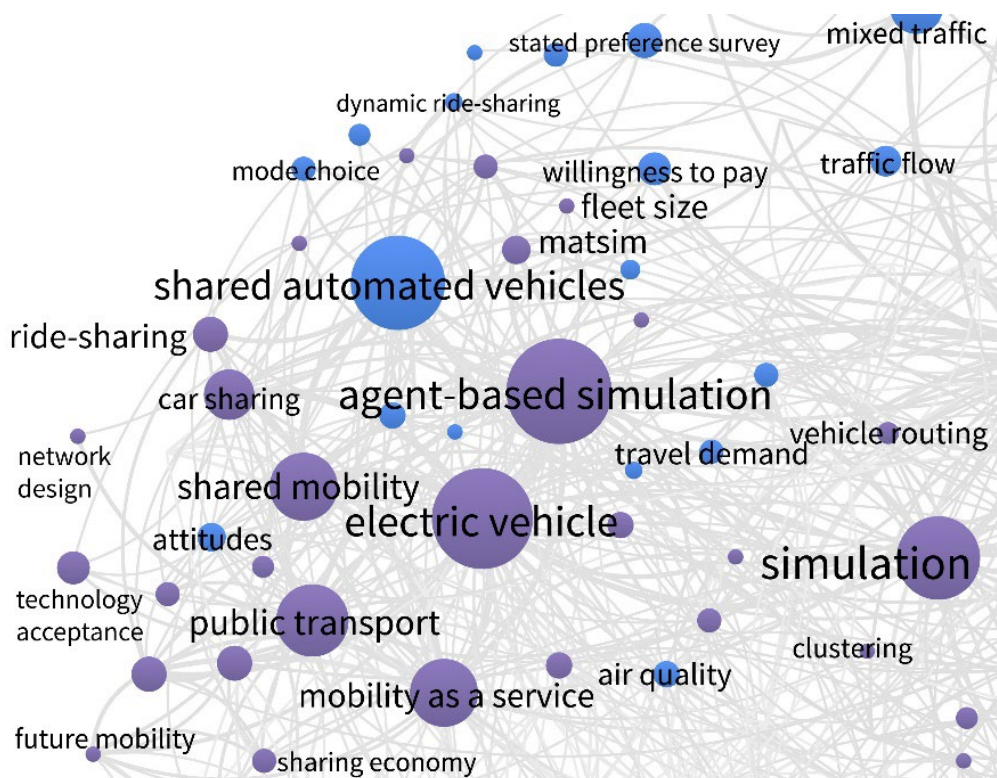 mixed traffic
stated preference survey
dynamic ride-sharing
mode choice
willingness to pay
traffic flow
fleet size
matsim
shared automated vehicles
ride-sharing
car sharing
agent-based simulation
vehicle routing
network
design
travel demand
shared mobility
electric vehicle
attitudes
simulation
technology
acceptance
public transport
clustering
air quality
mobility as a service
future mobility
sharing economy